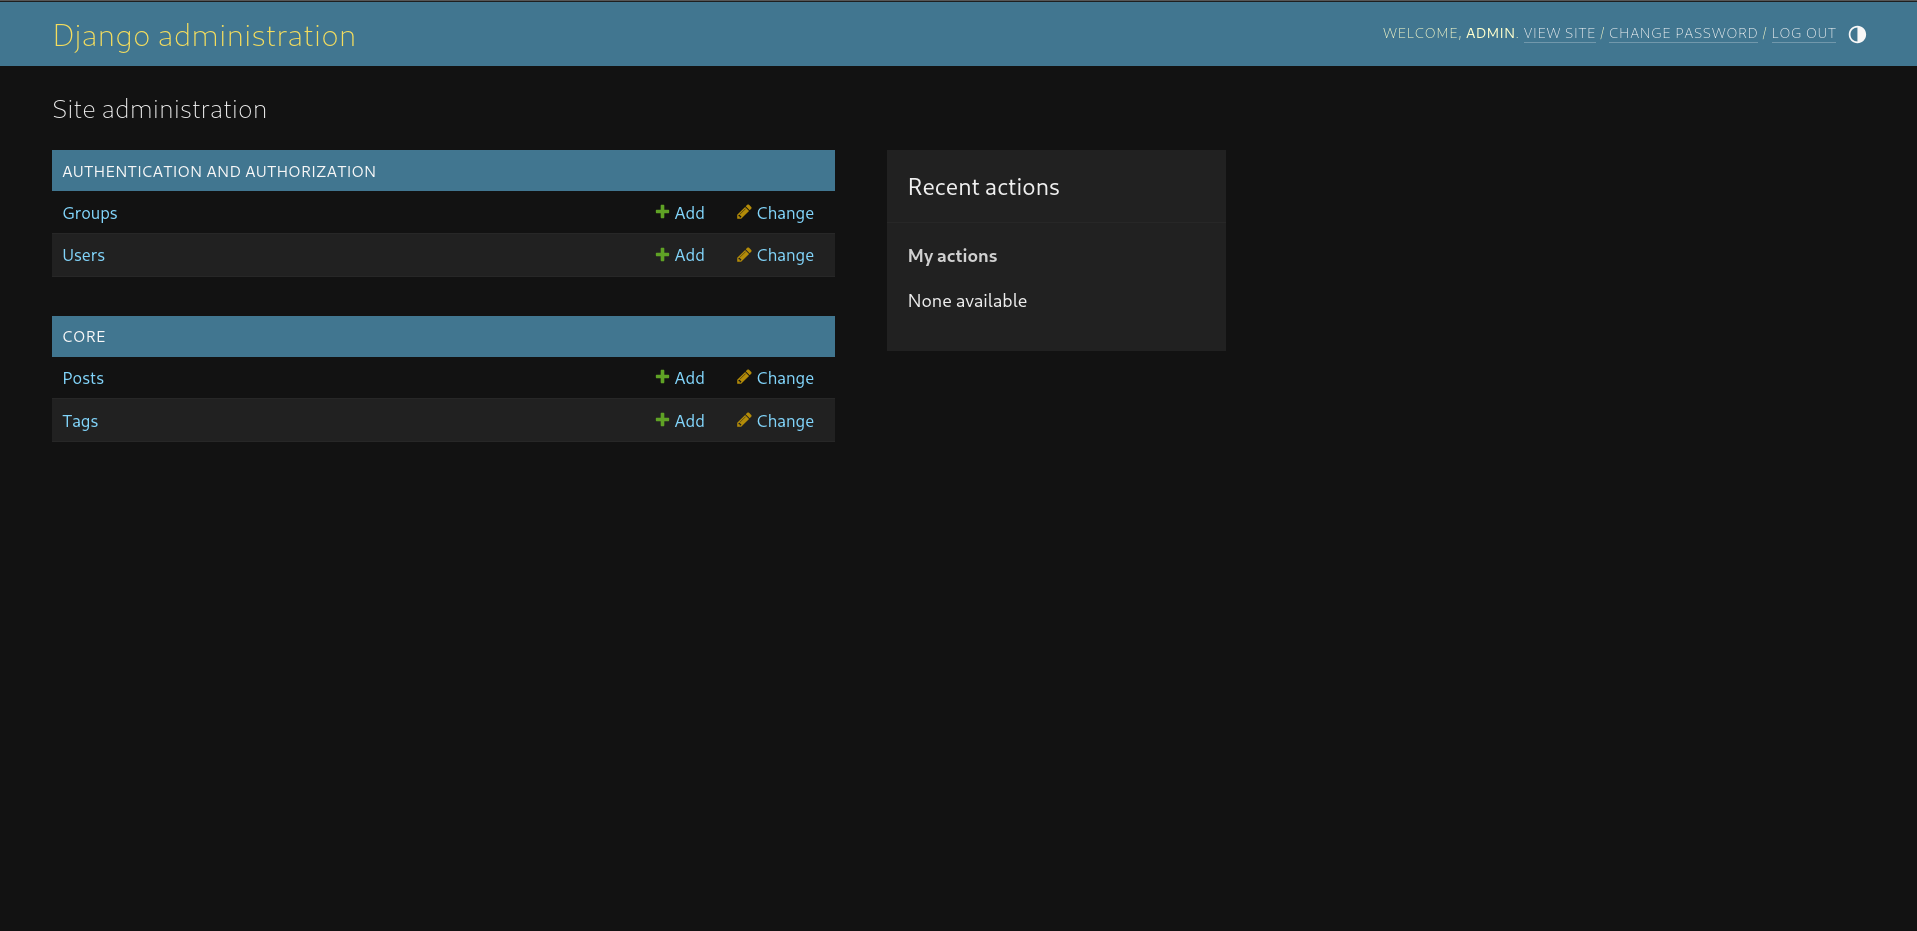 Django administration
WELCOME, ADMIN. VIEW SITE / CHANGE PASSWORD / LOG OUT
Site administration
AUTHENTICATION AND AUTHORIZATION
Groups Add Change
Users Add Change
CORE
Posts Add Change
Tags Add Change
Recent actions
My actions
None available